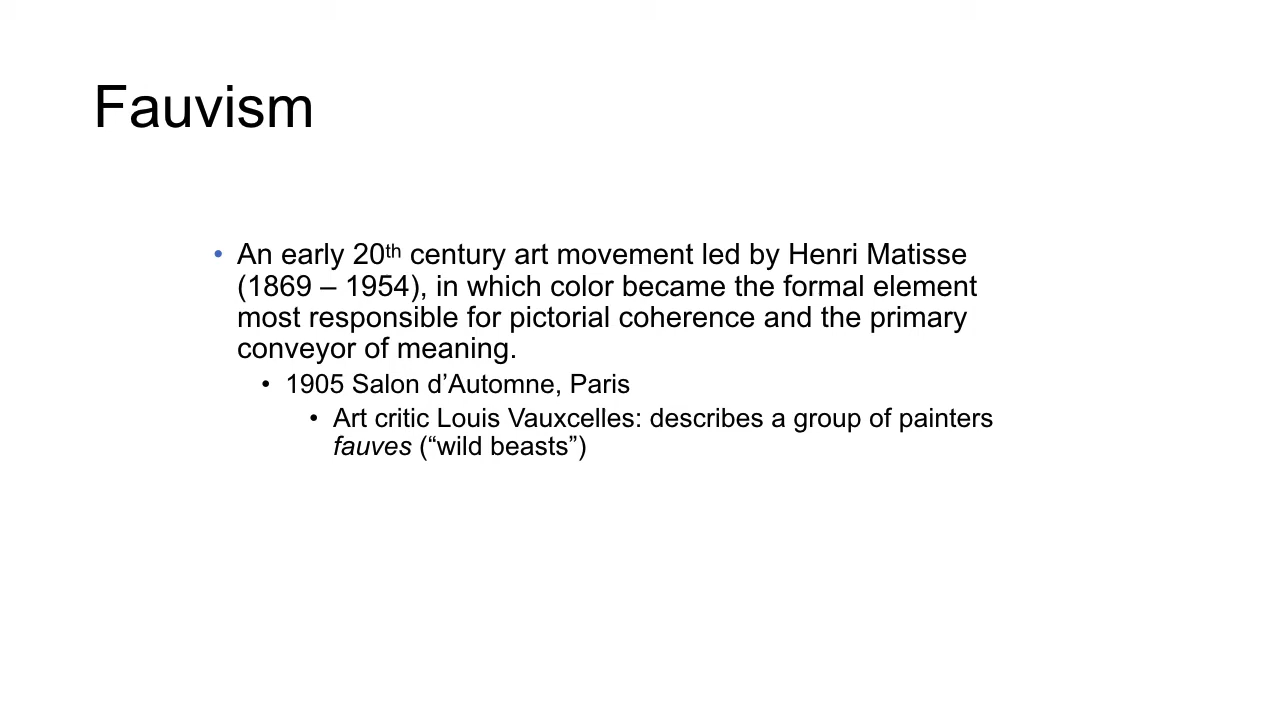 Fauvism
• An early 20th century art movement led by Henri Matisse
(1869 – 1954), in which color became the formal element
most responsible for pictorial coherence and the primary
conveyor of meaning.
• 1905 Salon d’Automne, Paris
• Art critic Louis Vauxcelles: describes a group of painters
fauves (“wild beasts”)